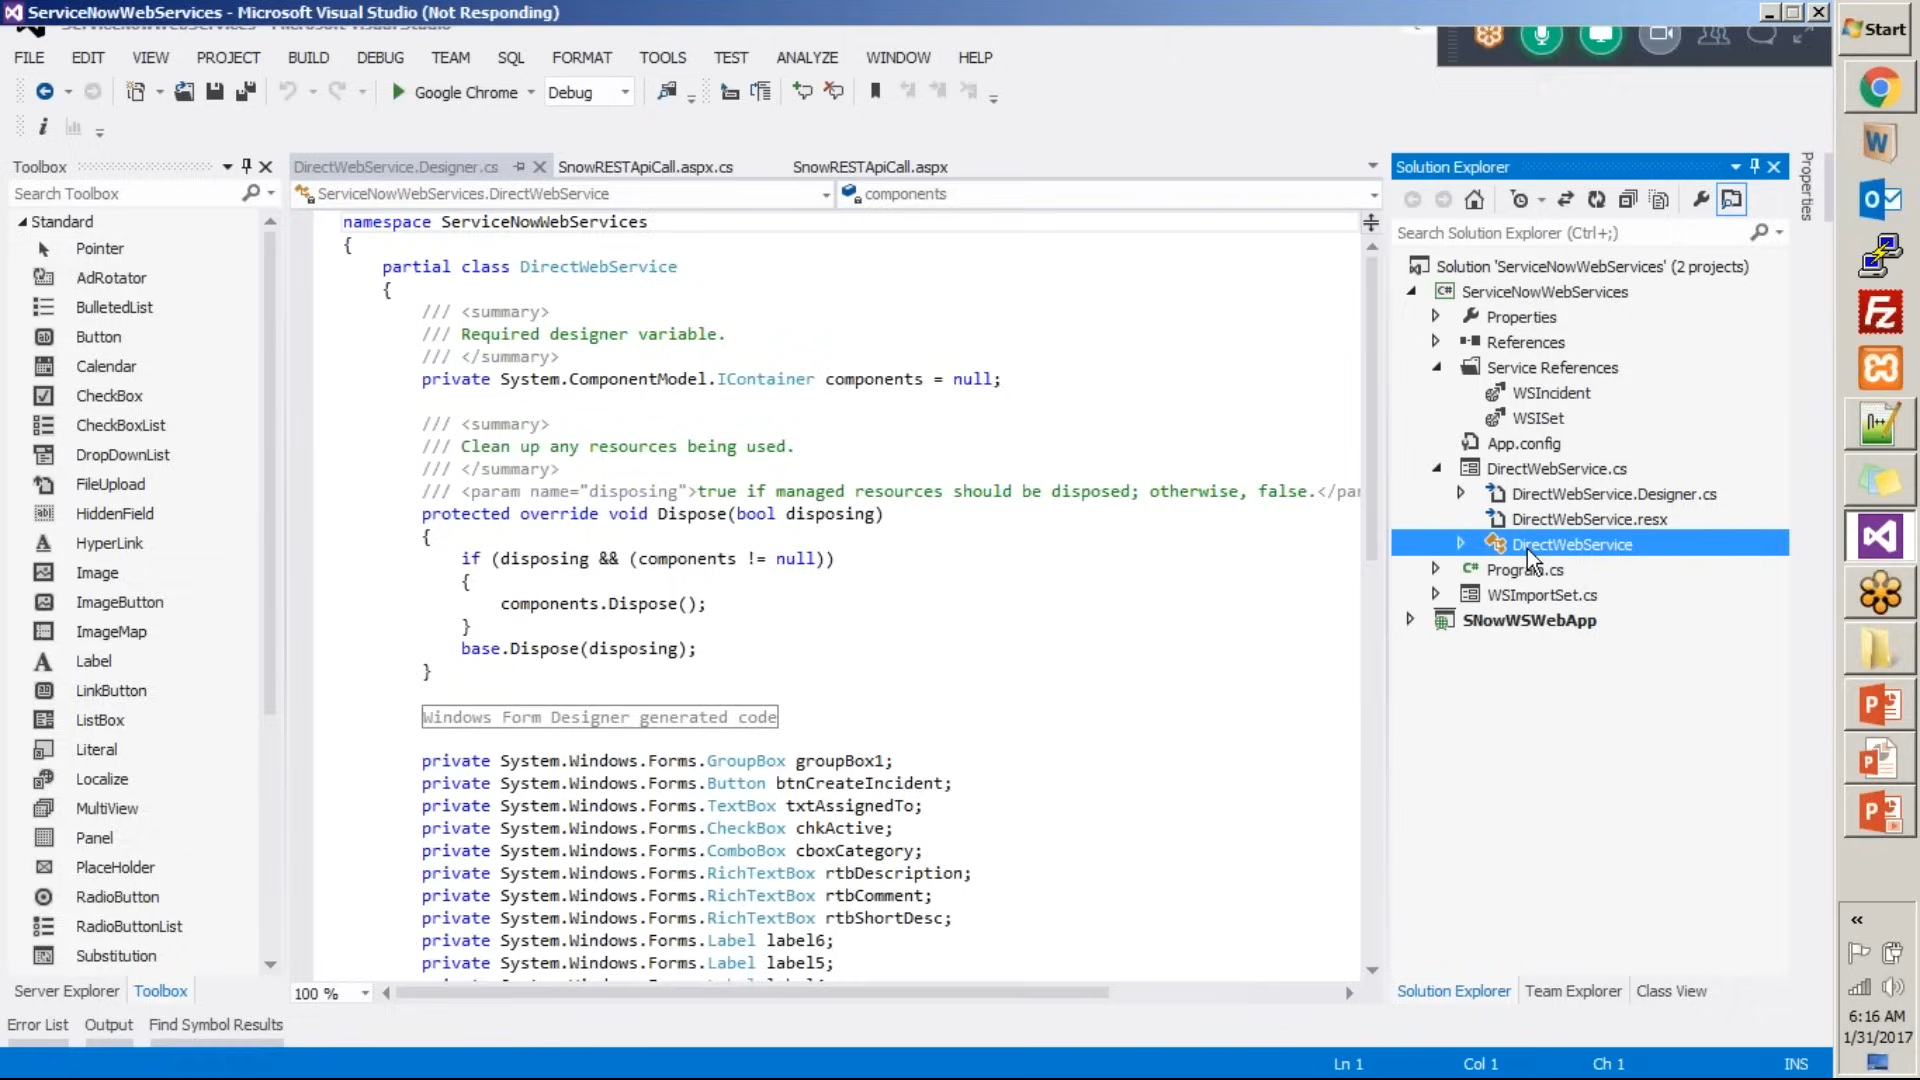 ServiceNowWebServices - Microsoft Visual Studio (Not Responding)
Start
FILE EDIT VIEW PROJECT BUILD DEBUG TEAM SQL FORMAT TOOLS TEST ANALYZE WINDOW HELP
Google Chrome Debug
Toolbox
Search Toolbox
Standard
Pointer
AdRotator
BulletedList
Button
Calendar
CheckBox
CheckBoxList
DropDownList
FileUpload
HiddenField
HyperLink
Image
ImageButton
ImageMap
Label
LinkButton
ListBox
Literal
Localize
MultiView
Panel
PlaceHolder
RadioButton
RadioButtonList
Substitution
Server Explorer Toolbox
DirectWebService.Designer.cs SnowRESTApiCall.aspx.cs SnowRESTApiCall.aspx
ServiceNowWebServices.DirectWebService components
namespace ServiceNowWebServices
{
partial class DirectWebService
{
/// <summary>
/// Required designer variable.
/// </summary>
private System.ComponentModel.IContainer components = null;
/// <summary>
/// Clean up any resources being used.
/// </summary>
/// <param name="disposing">true if managed resources should be disposed; otherwise, false.</par
protected override void Dispose(bool disposing)
{
if (disposing && (components != null))
{
components.Dispose();
}
base.Dispose(disposing);
}
Windows Form Designer generated code
private System.Windows.Forms.GroupBox groupBox1;
private System.Windows.Forms.Button btnCreateIncident;
private System.Windows.Forms.TextBox txtAssignedTo;
private System.Windows.Forms.CheckBox chkActive;
private System.Windows.Forms.ComboBox cboxCategory;
private System.Windows.Forms.RichTextBox rtbDescription;
private System.Windows.Forms.RichTextBox rtbComment;
private System.Windows.Forms.RichTextBox rtbShortDesc;
private System.Windows.Forms.Label label6;
private System.Windows.Forms.Label label5;
100 %
Solution Explorer
Properties
Search Solution Explorer (Ctrl+;)
Solution 'ServiceNowWebServices' (2 projects)
C# ServiceNowWebServices
Properties
References
Service References
WSIncident
WSISet
App.config
DirectWebService.cs
DirectWebService.Designer.cs
DirectWebService.resx
DirectWebService
C# Program.cs
WSImportSet.cs
SNowWSWebApp
Solution Explorer Team Explorer Class View
Error List Output Find Symbol Results
Ln 1 Col 1 Ch 1 INS
6:16 AM
1/31/2017